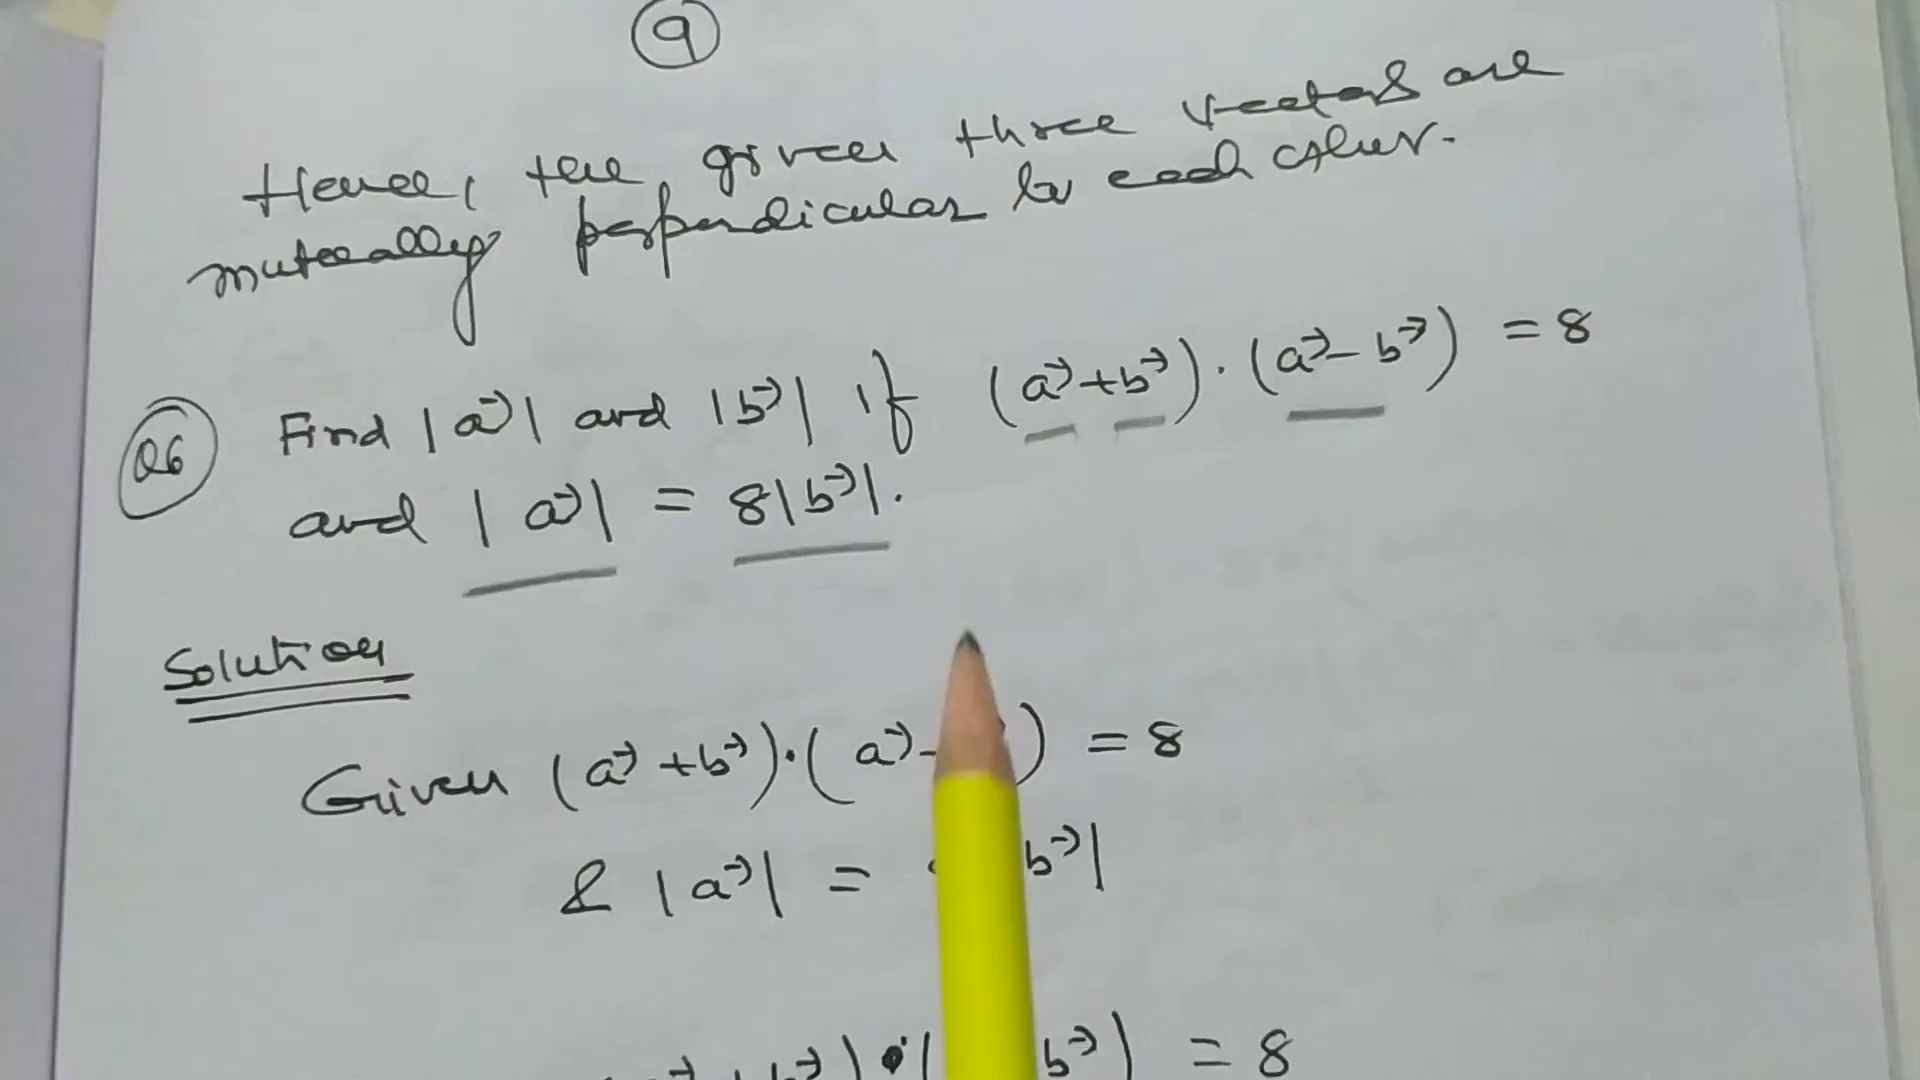 9
Hence, the given three vectors are
mutually perpendicular to each other.
Q6 Find |a→| and |b→| if (a→+b→)·(a→-b→) = 8
and |a→| = 8|b→|.
Solution
Given (a→+b→)·(a→- ) = 8
& |a→| = b→|
b→)·( b→) = 8